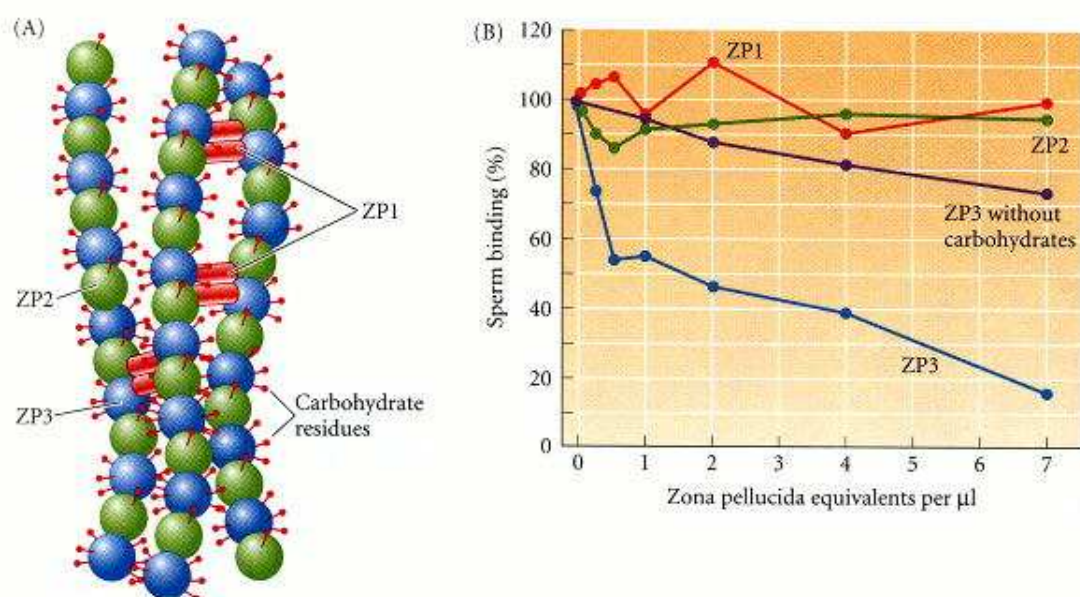 (A)
ZP1
ZP2
ZP3
Carbohydrate
residues
(B)
Sperm binding (%)
120
100
80
60
40
20
0
ZP1
ZP2
ZP3 without
carbohydrates
ZP3
0 1 2 3 4 5 6 7
Zona pellucida equivalents per μl